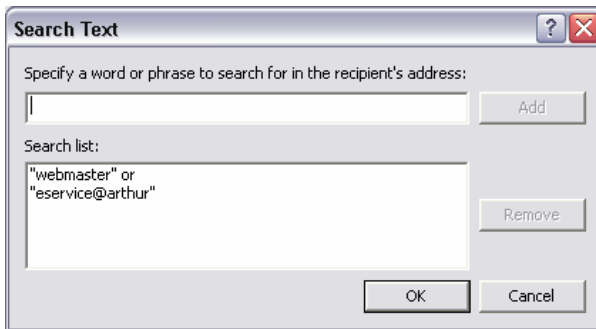 Search Text
Specify a word or phrase to search for in the recipient's address:
Add
Search list:
"webmaster" or
"eservice@arthur"
Remove
OK
Cancel